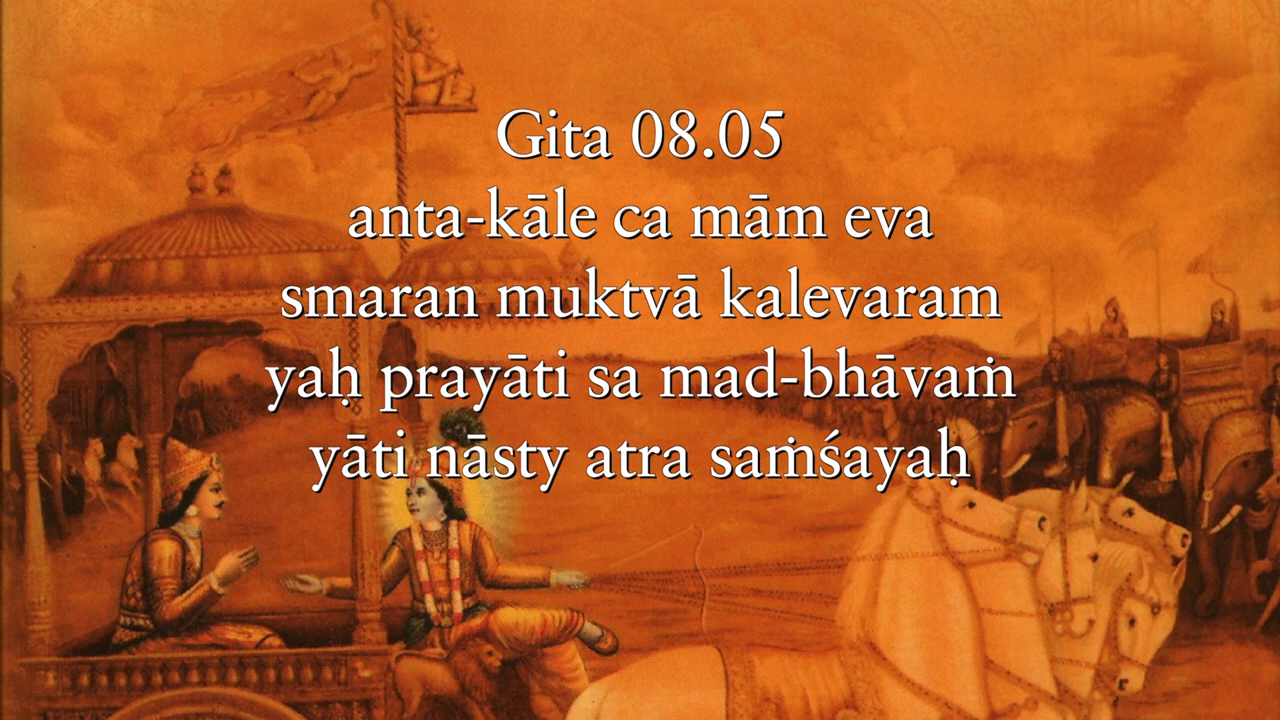 Gita 08.05
anta-kāle ca mām eva
smaran muktvā kalevaram
yaḥ prayāti sa mad-bhāvaṁ
yāti nāsty atra saṁśayaḥ